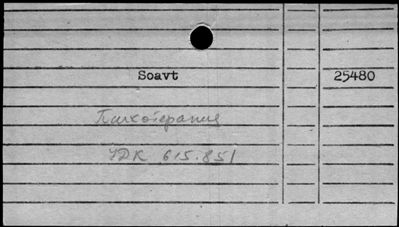 Soavt 25480
Психотерапия
УДК 615.851